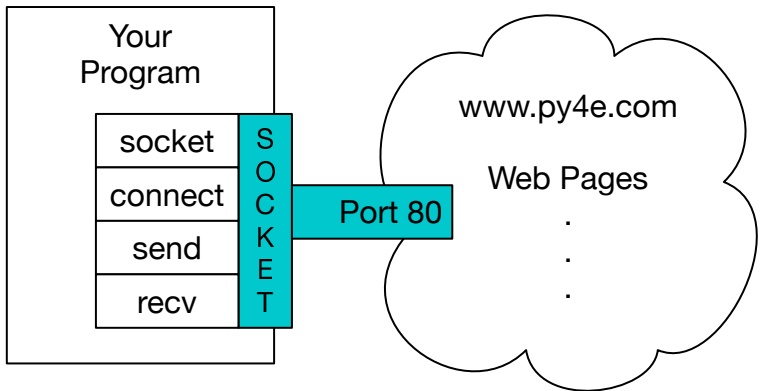 Your
Program
socket
connect
send
recv
S
O
C
K
E
T
Port 80
www.py4e.com
Web Pages
.
.
.